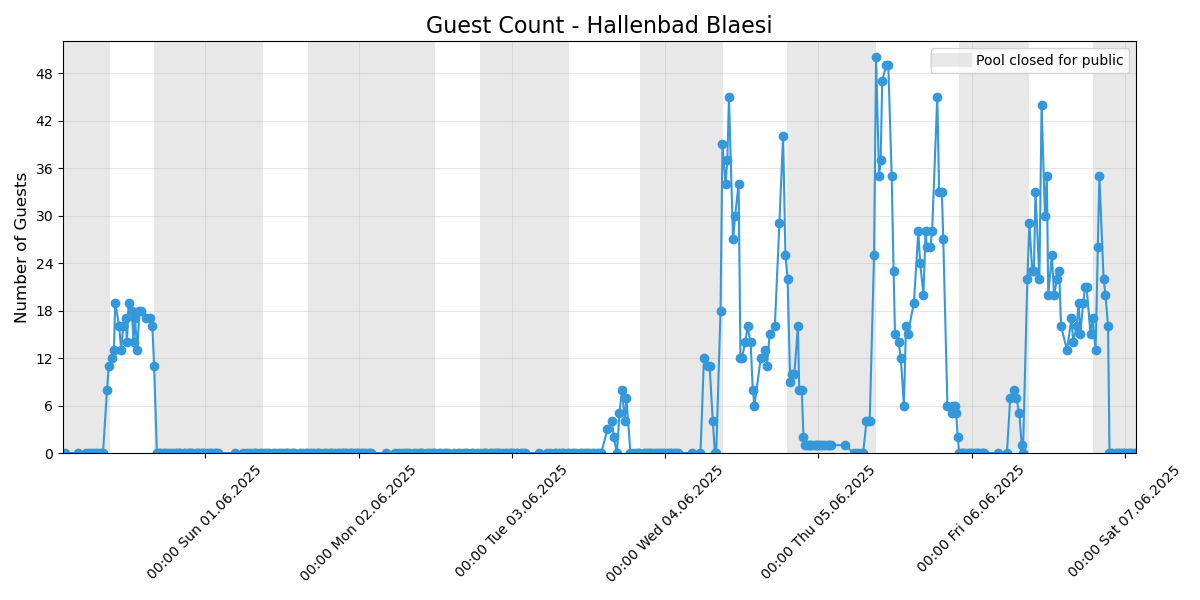 Guest Count - Hallenbad Blaesi
Pool closed for public
Number of Guests
48
42
36
30
24
18
12
6
0
00:00 Sun 01.06.2025
00:00 Mon 02.06.2025
00:00 Tue 03.06.2025
00:00 Wed 04.06.2025
00:00 Thu 05.06.2025
00:00 Fri 06.06.2025
00:00 Sat 07.06.2025